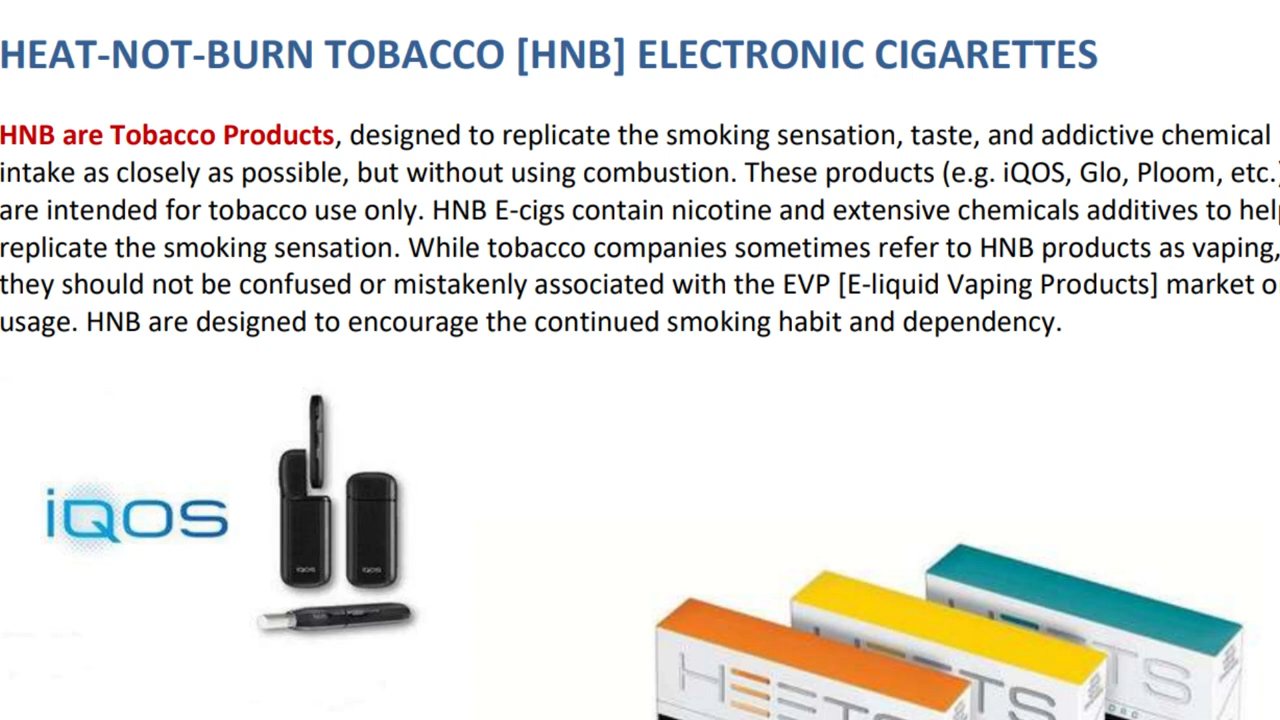 HEAT-NOT-BURN TOBACCO [HNB] ELECTRONIC CIGARETTES
HNB are Tobacco Products, designed to replicate the smoking sensation, taste, and addictive chemical
intake as closely as possible, but without using combustion. These products (e.g. iQOS, Glo, Ploom, etc.)
are intended for tobacco use only. HNB E-cigs contain nicotine and extensive chemicals additives to help
replicate the smoking sensation. While tobacco companies sometimes refer to HNB products as vaping,
they should not be confused or mistakenly associated with the EVP [E-liquid Vaping Products] market o
usage. HNB are designed to encourage the continued smoking habit and dependency.
iQOS
IQOS
IQOS
HEETS